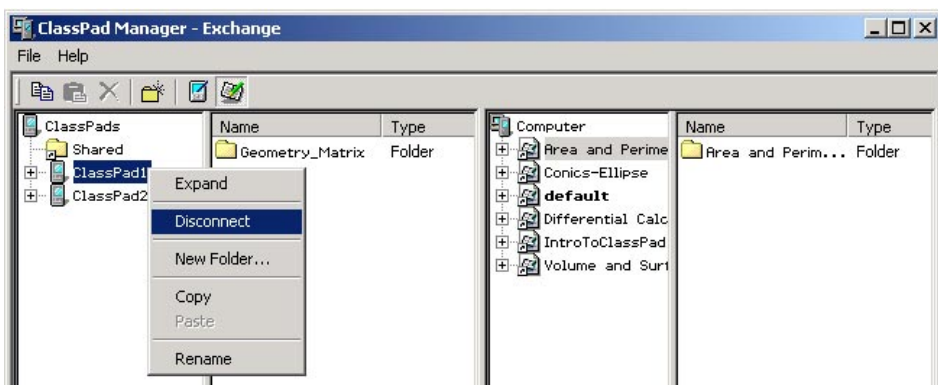 ClassPad Manager - Exchange
File Help
ClassPads
Shared
ClassPad1
ClassPad2
Name Type
Geometry_Matrix Folder
Expand
Disconnect
New Folder...
Copy
Paste
Rename
Computer
Area and Perime
Conics-Ellipse
default
Differential Calc
IntroToClassPad
Volume and Surf
Name Type
Area and Perim... Folder